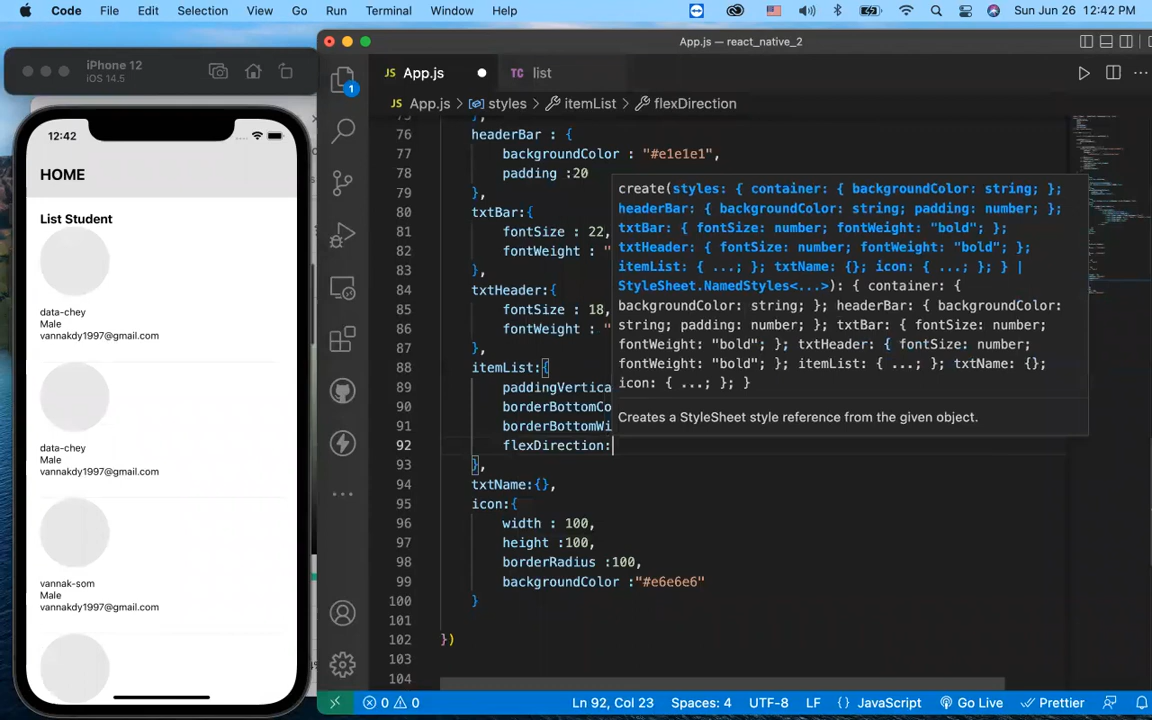 Code File Edit Selection View Go Run Terminal Window Help Sun Jun 26 12:42 PM
iPhone 12
iOS 14.5
App.js — react_native_2
JS App.js
TC list
JS App.js > styles > itemList > flexDirection
12:42
HOME
List Student
data-chey
Male
vannakdy1997@gmail.com
data-chey
Male
vannakdy1997@gmail.com
vannak-som
Male
vannakdy1997@gmail.com
1
76 headerBar : {
77 backgroundColor : "#e1e1e1",
78 padding :20
79 },
80 txtBar:{
81 fontSize : 22,
82 fontWeight : "
83 },
84 txtHeader:{
85 fontSize : 18,
86 fontWeight : "
87 },
88 itemList:{
89 paddingVertica
90 borderBottomCo
91 borderBottomWi
92 flexDirection:
93 },
94 txtName:{},
95 icon:{
96 width : 100,
97 height :100,
98 borderRadius :100,
99 backgroundColor :"#e6e6e6"
100 }
101
102 })
103
104
create(styles: { container: { backgroundColor: string; };
headerBar: { backgroundColor: string; padding: number; };
txtBar: { fontSize: number; fontWeight: "bold"; };
txtHeader: { fontSize: number; fontWeight: "bold"; };
itemList: { ...; }; txtName: {}; icon: { ...; }; } |
StyleSheet.NamedStyles<...>): { container: {
backgroundColor: string; }; headerBar: { backgroundColor:
string; padding: number; }; txtBar: { fontSize: number;
fontWeight: "bold"; }; txtHeader: { fontSize: number;
fontWeight: "bold"; }; itemList: { ...; }; txtName: {};
icon: { ...; }; }
Creates a StyleSheet style reference from the given object.
0 0 Ln 92, Col 23 Spaces: 4 UTF-8 LF {} JavaScript Go Live Prettier